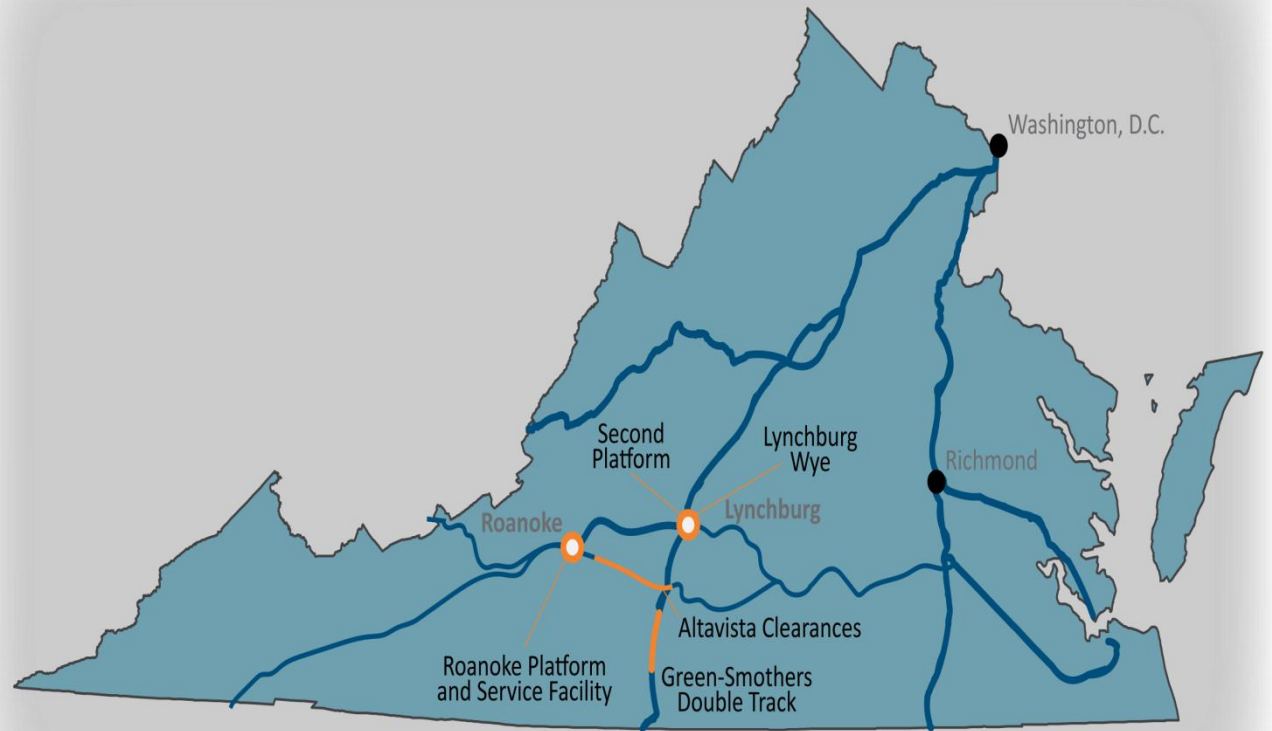 Washington, D.C.
Second
Platform
Lynchburg
Wye
Richmond
Roanoke
Lynchburg
Altavista Clearances
Roanoke Platform
and Service Facility
Green-Smothers
Double Track